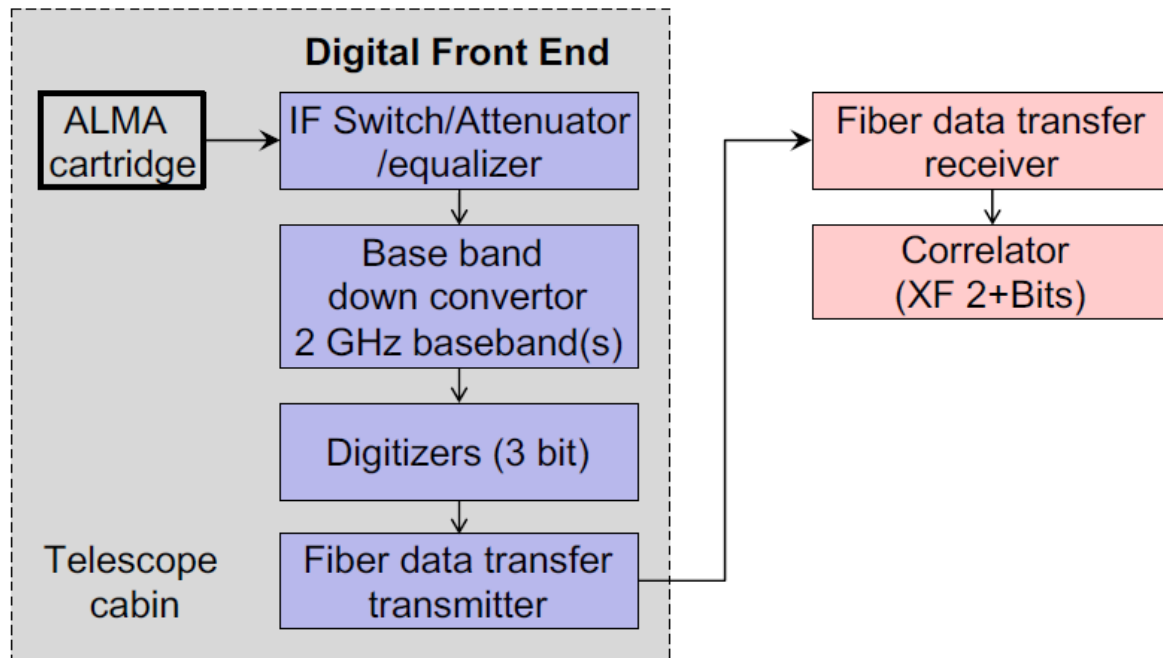 Digital Front End
ALMA
cartridge
IF Switch/Attenuator
/equalizer
Base band
down convertor
2 GHz baseband(s)
Digitizers (3 bit)
Fiber data transfer
transmitter
Telescope
cabin
Fiber data transfer
receiver
Correlator
(XF 2+Bits)